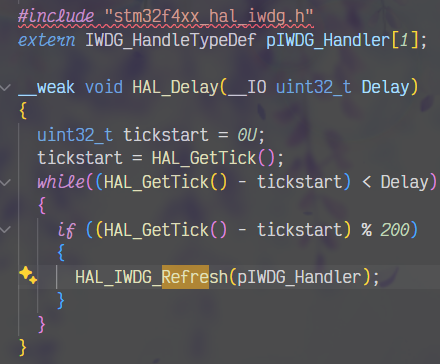 #include "stm32f4xx_hal_iwdg.h"
extern IWDG_HandleTypeDef pIWDG_Handler[1];
__weak void HAL_Delay(__IO uint32_t Delay)
{
uint32_t tickstart = 0U;
tickstart = HAL_GetTick();
while((HAL_GetTick() - tickstart) < Delay)
{
if ((HAL_GetTick() - tickstart) % 200)
{
HAL_IWDG_Refresh(pIWDG_Handler);
}
}
}